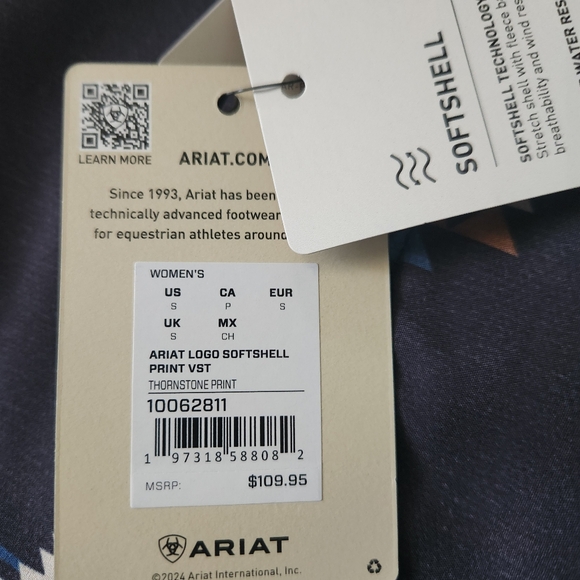 LEARN MORE
ARIAT.COM
Since 1993, Ariat has been
technically advanced footwear
for equestrian athletes around
WOMEN'S
US CA EUR
S P S
UK MX
S CH
ARIAT LOGO SOFTSHELL
PRINT VST
THORNSTONE PRINT
10062811
1 97318 58808 2
MSRP: $109.95
ARIAT
©2024 Ariat International, Inc.
SOFTSHELL
SOFTSHELL TECHNOLOGY
Stretch shell with fleece
breathability and wind
WATER